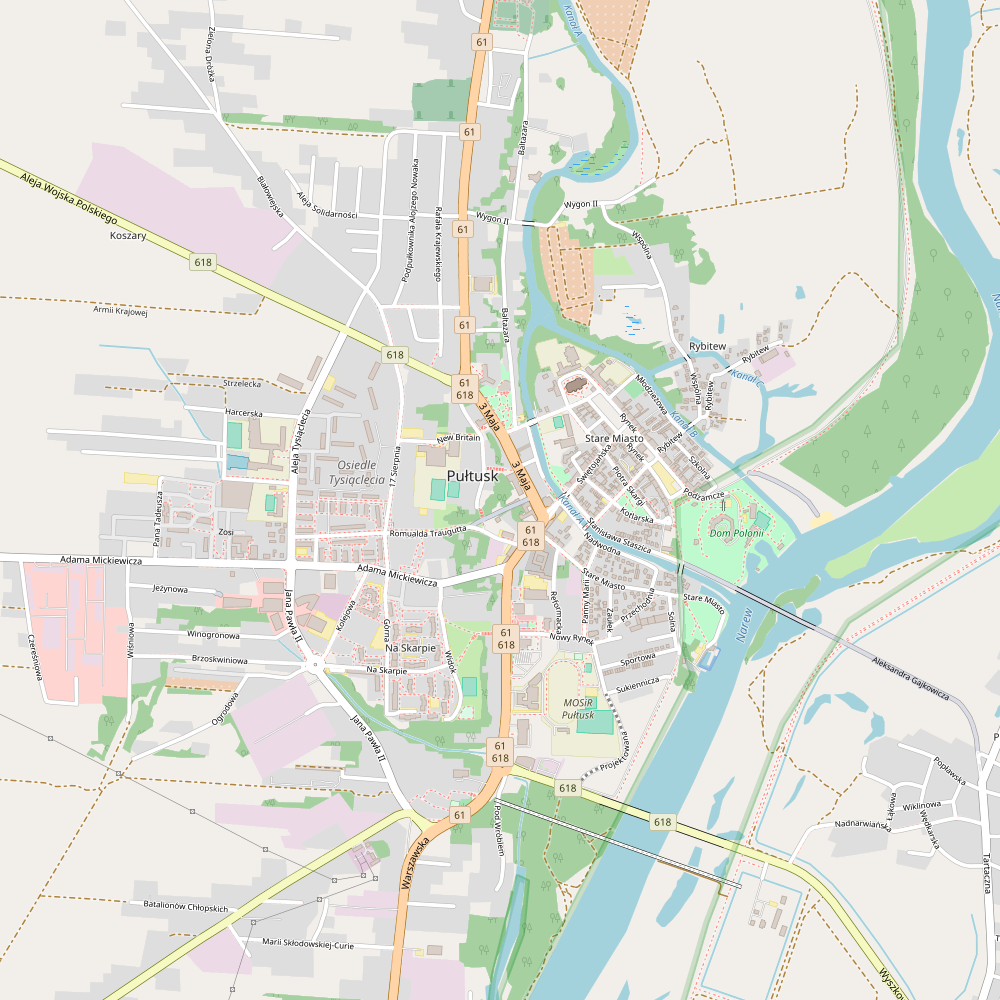 Kanał A
61
Zielona Dróżka
61
Baltazara
Aleja Wojska Polskiego
Białowiejska
Aleja Solidarności
Podpułkownika Alojzego Nowaka
Rafała Krajewskiego
Wygon II
Wygon II
Koszary
61
Wspólna
618
Armii Krajowej
61
Baltazara
Rybitew
Rybitew
618
Kanał C
Strzelecka
61
618
Młodzieżowa
Wspólna
Rybitew
Harcerska
3 Maja
Rynek
Kanał B
Aleja Tysiąclecia
New Britain
Stare Miasto
Rynek
Rybitew
Osiedle
Tysiąclecia
17 Sierpnia
Pułtusk
3 Maja
Świętojańska
Piotra Skargi
Szkolna
Podzamcze
Pana Tadeusza
Kanał A
Kotlarska
Zosi
Romualda Traugutta
61
618
Stanisława Staszica
Dom Polonii
Nadwodna
Adama Mickiewicza
Adama Mickiewicza
Stare Miasto
Jeżynowa
Jana Pawła II
Kolejowa
Panny Marii
Przechodnia
Stare Miasto
Reformacka
Zaułek
Solna
Narew
Czereśniowa
Wiśniowa
Winogronowa
Górna
Na Skarpie
61
618
Nowy Rynek
Brzoskwiniowa
Na Skarpie
Widok
Sportowa
Aleksandra Gajkowicza
Sukiennicza
Ogrodowa
MOSiR
Pułtusk
Jana Pawła II
61
618
Projektowana
618
Popławska
Łąkowa
Wiklinowa
61
Pod Wróblem
618
Nadnarwiańska
Wędkarska
Warszawska
Tartaczna
Batalionów Chłopskich
Marii Skłodowskiej-Curie